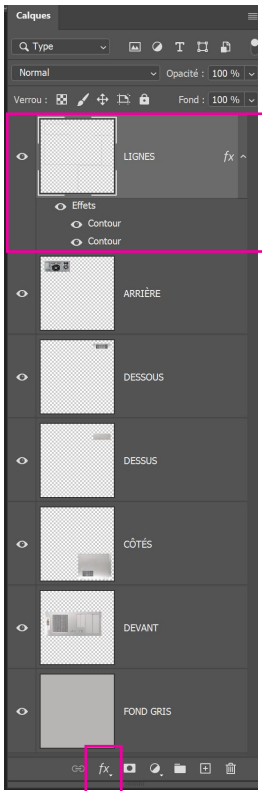 Calques
Type
Normal Opacité : 100 %
Verrou : Fond : 100 %
LIGNES fx
Effets
Contour
Contour
ARRIÈRE
DESSOUS
DESSUS
CÔTÉS
DEVANT
FOND GRIS
fx